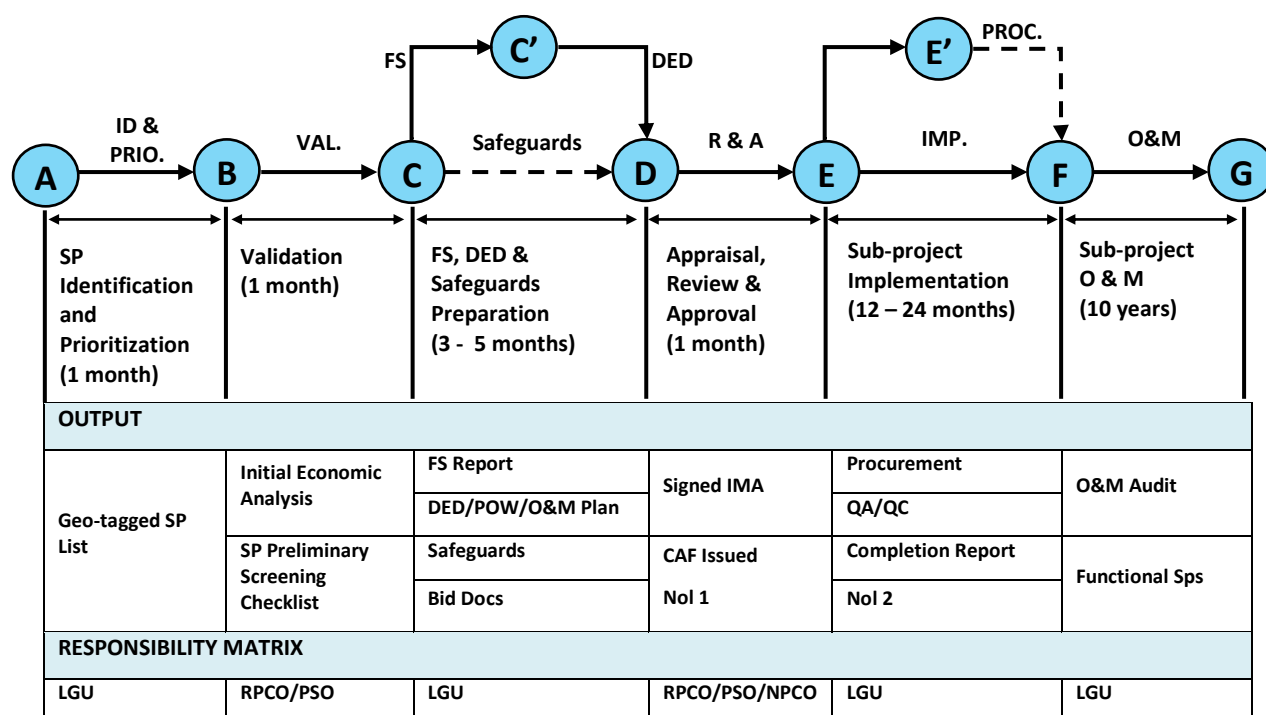 C’
E’
PROC.
FS
DED
ID &
PRIO.
VAL.
Safeguards
R & A
IMP.
O&M
A
B
C
D
E
F
G
SP
Identification
and
Prioritization
(1 month)
Validation
(1 month)
FS, DED &
Safeguards
Preparation
(3 - 5 months)
Appraisal,
Review &
Approval
(1 month)
Sub-project
Implementation
(12 – 24 months)
Sub-project
O & M
(10 years)
OUTPUT
Geo-tagged SP
List
Initial Economic
Analysis
SP Preliminary
Screening
Checklist
FS Report
DED/POW/O&M Plan
Safeguards
Bid Docs
Signed IMA
CAF Issued
Nol 1
Procurement
QA/QC
Completion Report
Nol 2
O&M Audit
Functional Sps
RESPONSIBILITY MATRIX
LGU
RPCO/PSO
LGU
RPCO/PSO/NPCO
LGU
LGU